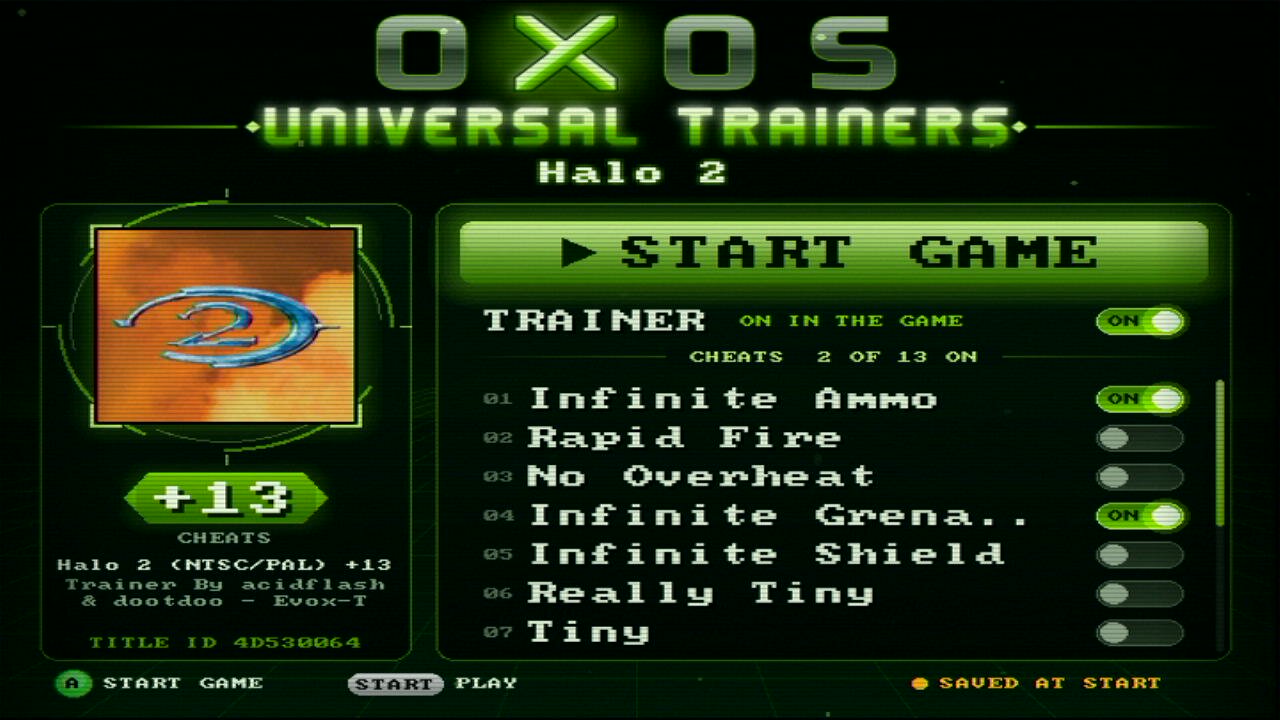 OXOS
UNIVERSAL TRAINERS
Halo 2
2
+13
CHEATS
Halo 2 (NTSC/PAL) +13
Trainer By acidflash
& dootdoo - Evox-T
TITLE ID 4D530064
START GAME
TRAINER ON IN THE GAME ON
CHEATS 2 OF 13 ON
01 Infinite Ammo ON
02 Rapid Fire
03 No Overheat
04 Infinite Grena.. ON
05 Infinite Shield
06 Really Tiny
07 Tiny
A START GAME START PLAY SAVED AT START